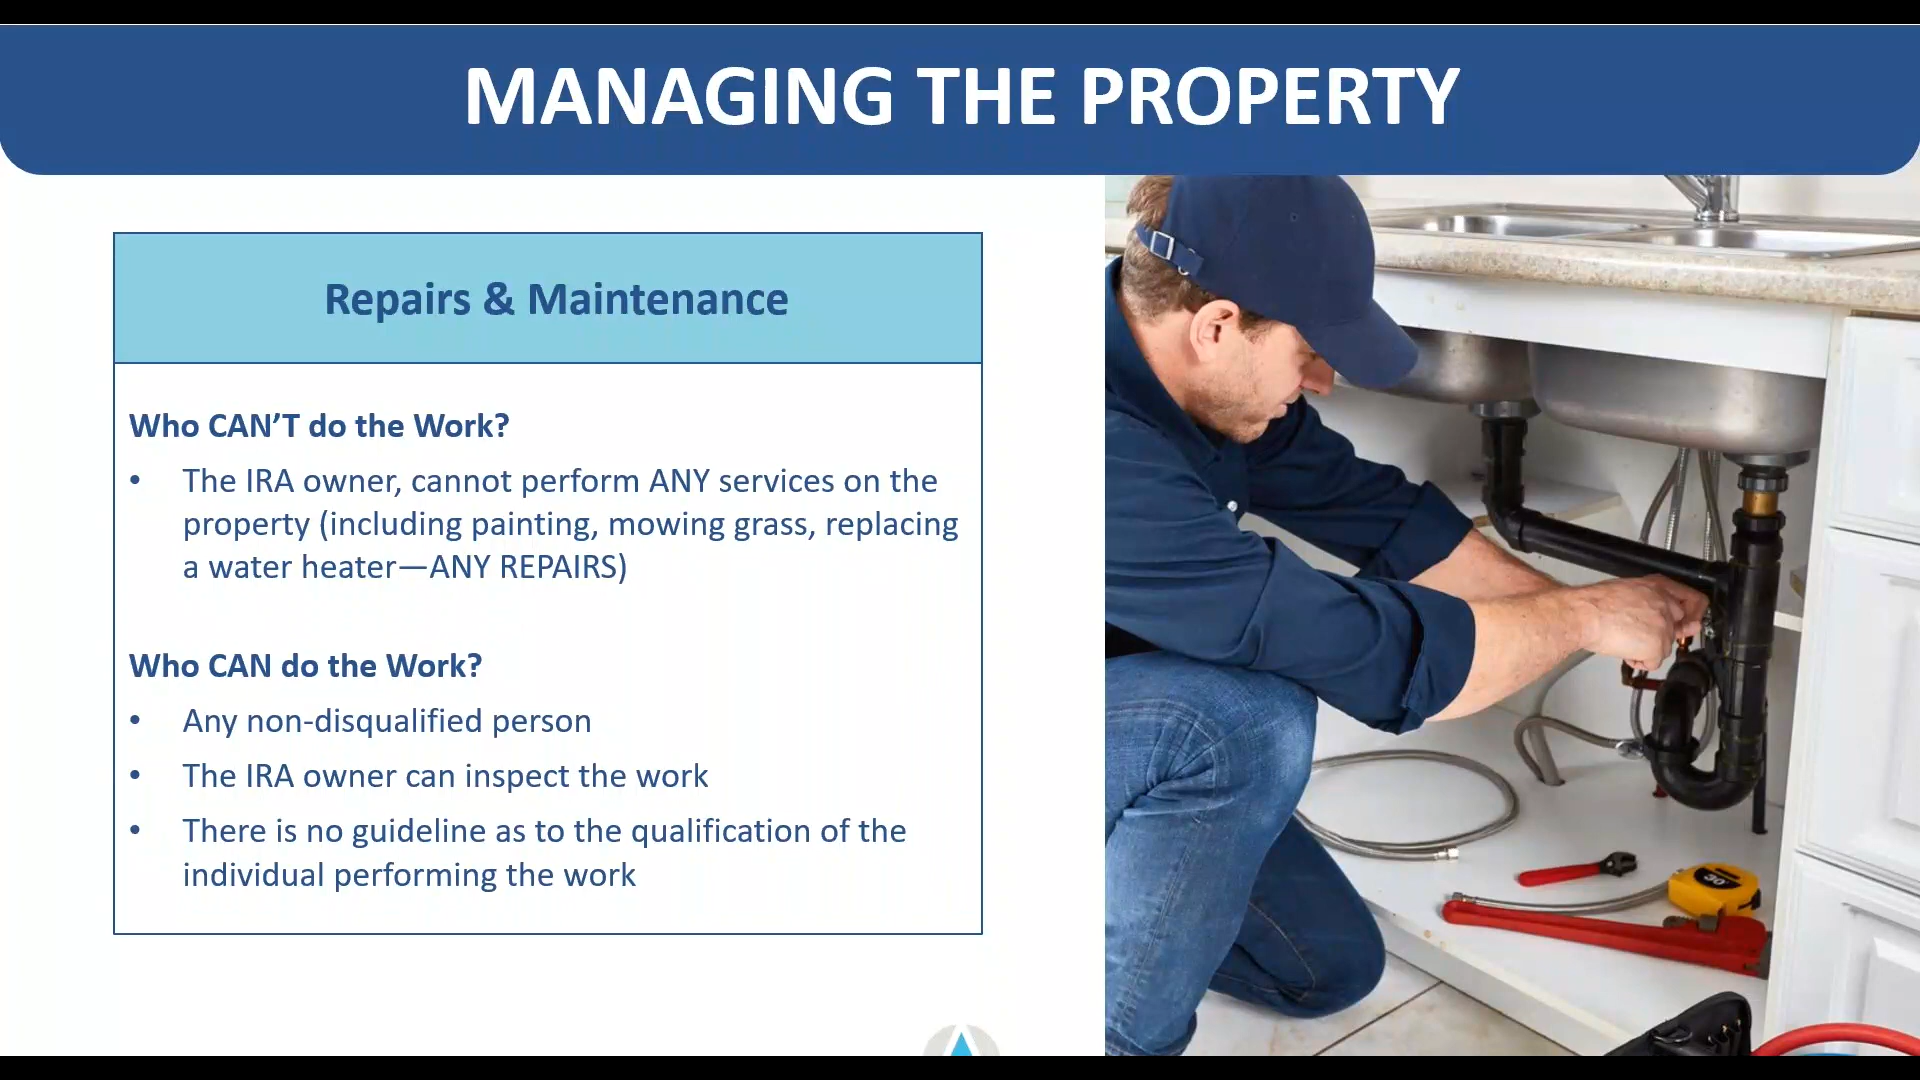 MANAGING THE PROPERTY
Repairs & Maintenance
Who CAN’T do the Work?
• The IRA owner, cannot perform ANY services on the
property (including painting, mowing grass, replacing
a water heater—ANY REPAIRS)
Who CAN do the Work?
• Any non-disqualified person
• The IRA owner can inspect the work
• There is no guideline as to the qualification of the
individual performing the work
30